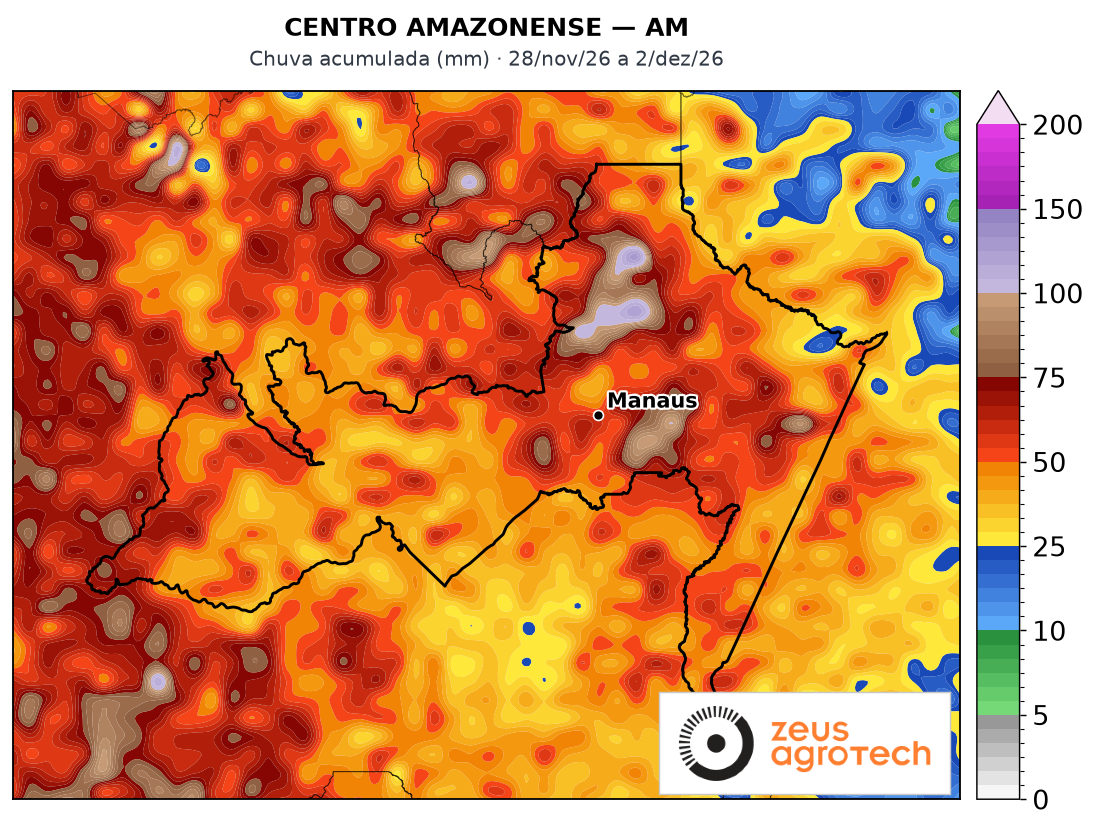 CENTRO AMAZONENSE — AM
Chuva acumulada (mm) · 28/nov/26 a 2/dez/26
200
150
100
75
50
25
10
5
0
Manaus
zeus
agrotech